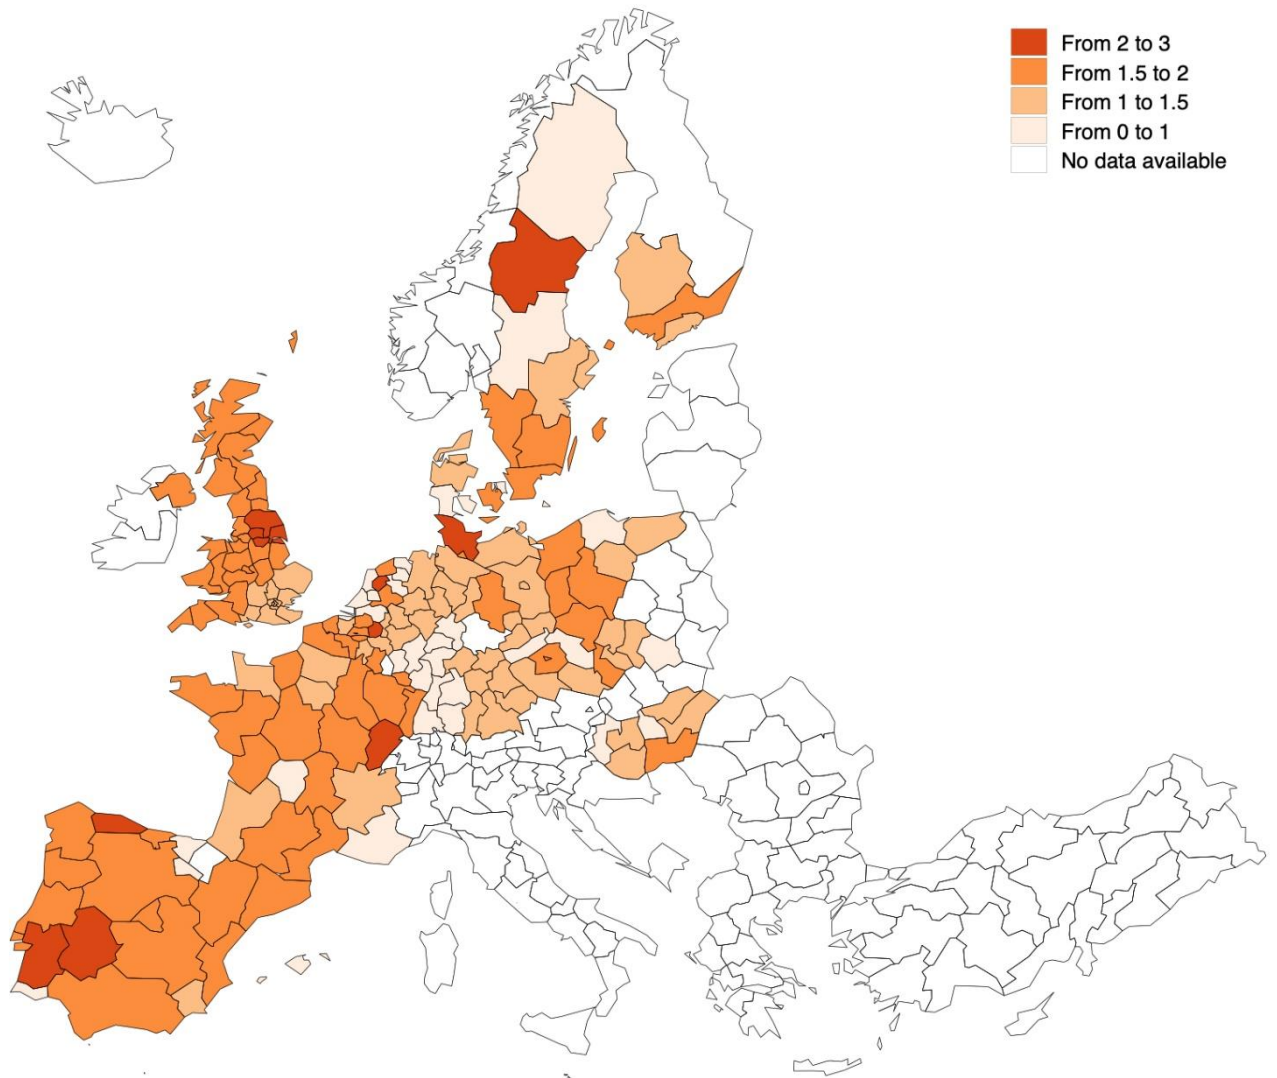 From 2 to 3
From 1.5 to 2
From 1 to 1.5
From 0 to 1
No data available